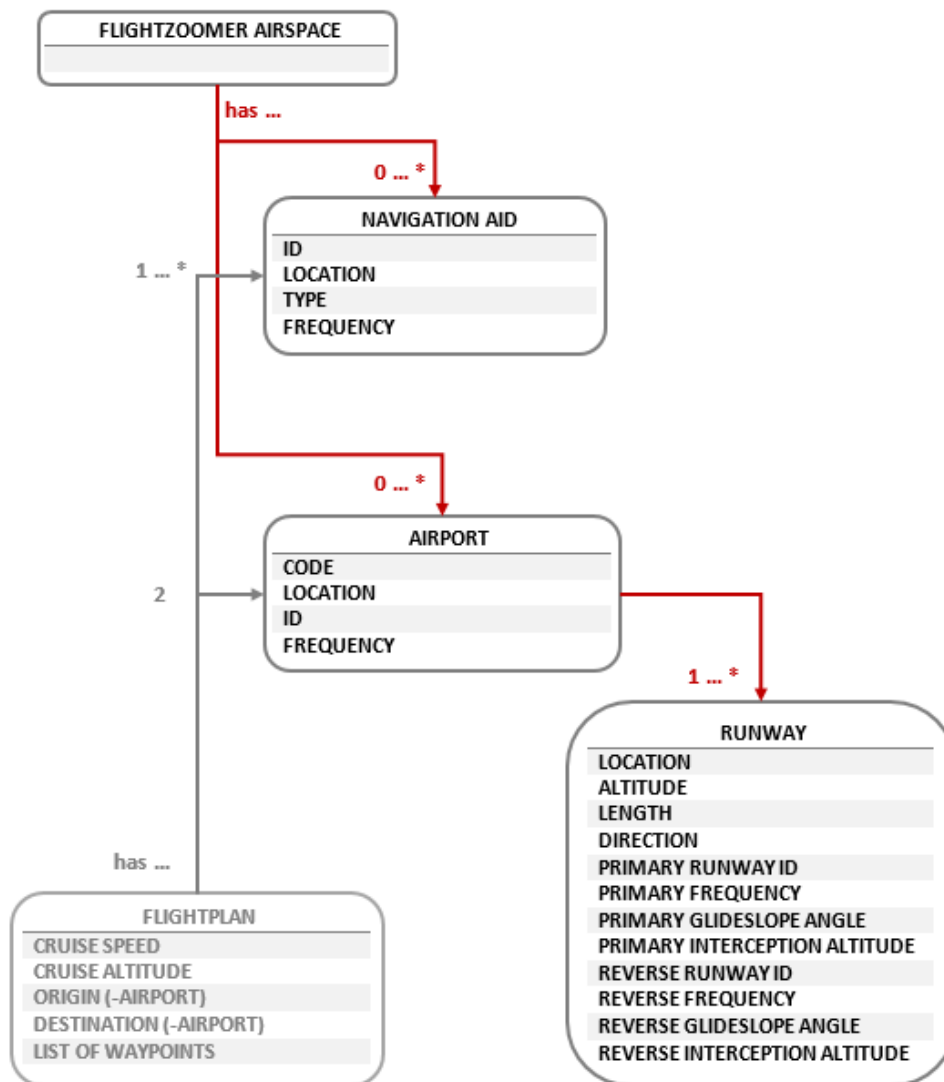 FLIGHTZOOMER AIRSPACE
has ...
0 ... *
NAVIGATION AID
ID
LOCATION
TYPE
FREQUENCY
1 ... *
0 ... *
AIRPORT
CODE
LOCATION
ID
FREQUENCY
2
1 ... *
RUNWAY
LOCATION
ALTITUDE
LENGTH
DIRECTION
PRIMARY RUNWAY ID
PRIMARY FREQUENCY
PRIMARY GLIDESLOPE ANGLE
PRIMARY INTERCEPTION ALTITUDE
REVERSE RUNWAY ID
REVERSE FREQUENCY
REVERSE GLIDESLOPE ANGLE
REVERSE INTERCEPTION ALTITUDE
has ...
FLIGHTPLAN
CRUISE SPEED
CRUISE ALTITUDE
ORIGIN (-AIRPORT)
DESTINATION (-AIRPORT)
LIST OF WAYPOINTS